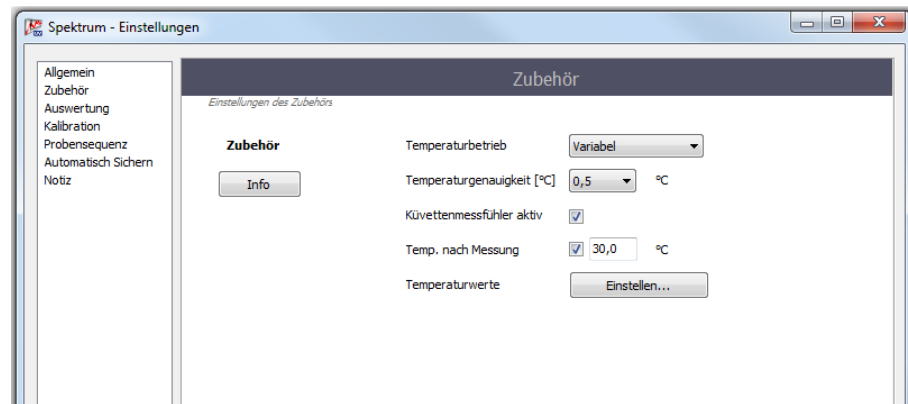 Spektrum - Einstellungen
Allgemein
Zubehör
Auswertung
Kalibration
Probensequenz
Automatisch Sichern
Notiz
Zubehör
Einstellungen des Zubehörs
Zubehör
Info
Temperaturbetrieb Variabel
Temperaturgenauigkeit [°C] 0,5 °C
Küvettenmessfühler aktiv
Temp. nach Messung 30,0 °C
Temperaturwerte Einstellen...